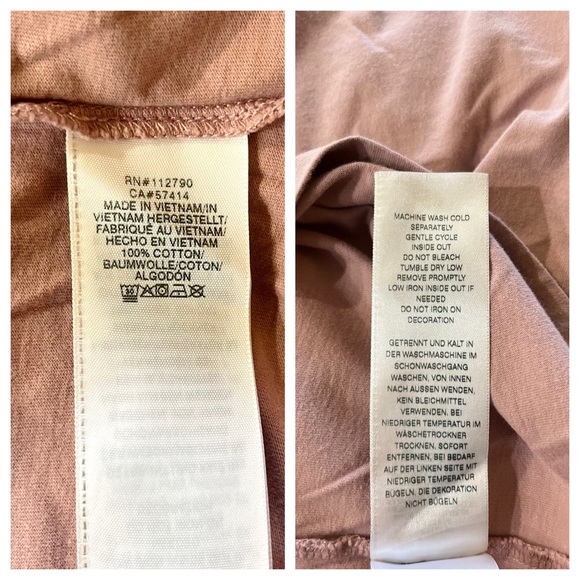 RN#112790
CA#57414
MADE IN VIETNAM/IN
VIETNAM HERGESTELLT/
FABRIQUÉ AU VIETNAM/
HECHO EN VIETNAM
100% COTTON/
BAUMWOLLE/COTON/
ALGODÓN
30
MACHINE WASH COLD
SEPARATELY
GENTLE CYCLE
INSIDE OUT
DO NOT BLEACH
TUMBLE DRY LOW
REMOVE PROMPTLY
LOW IRON INSIDE OUT IF
NEEDED
DO NOT IRON ON
DECORATION
GETRENNT UND KALT IN
DER WASCHMASCHINE IM
SCHONWASCHGANG
WASCHEN, VON INNEN
NACH AUSSEN WENDEN,
KEIN BLEICHMITTEL
VERWENDEN, BEI
NIEDRIGER TEMPERATUR IM
WÄSCHETROCKNER
TROCKNEN, SOFORT
ENTFERNEN, BEI BEDARF
AUF DER LINKEN SEITE MIT
NIEDRIGER TEMPERATUR
BÜGELN, DIE DEKORATION
NICHT BÜGELN